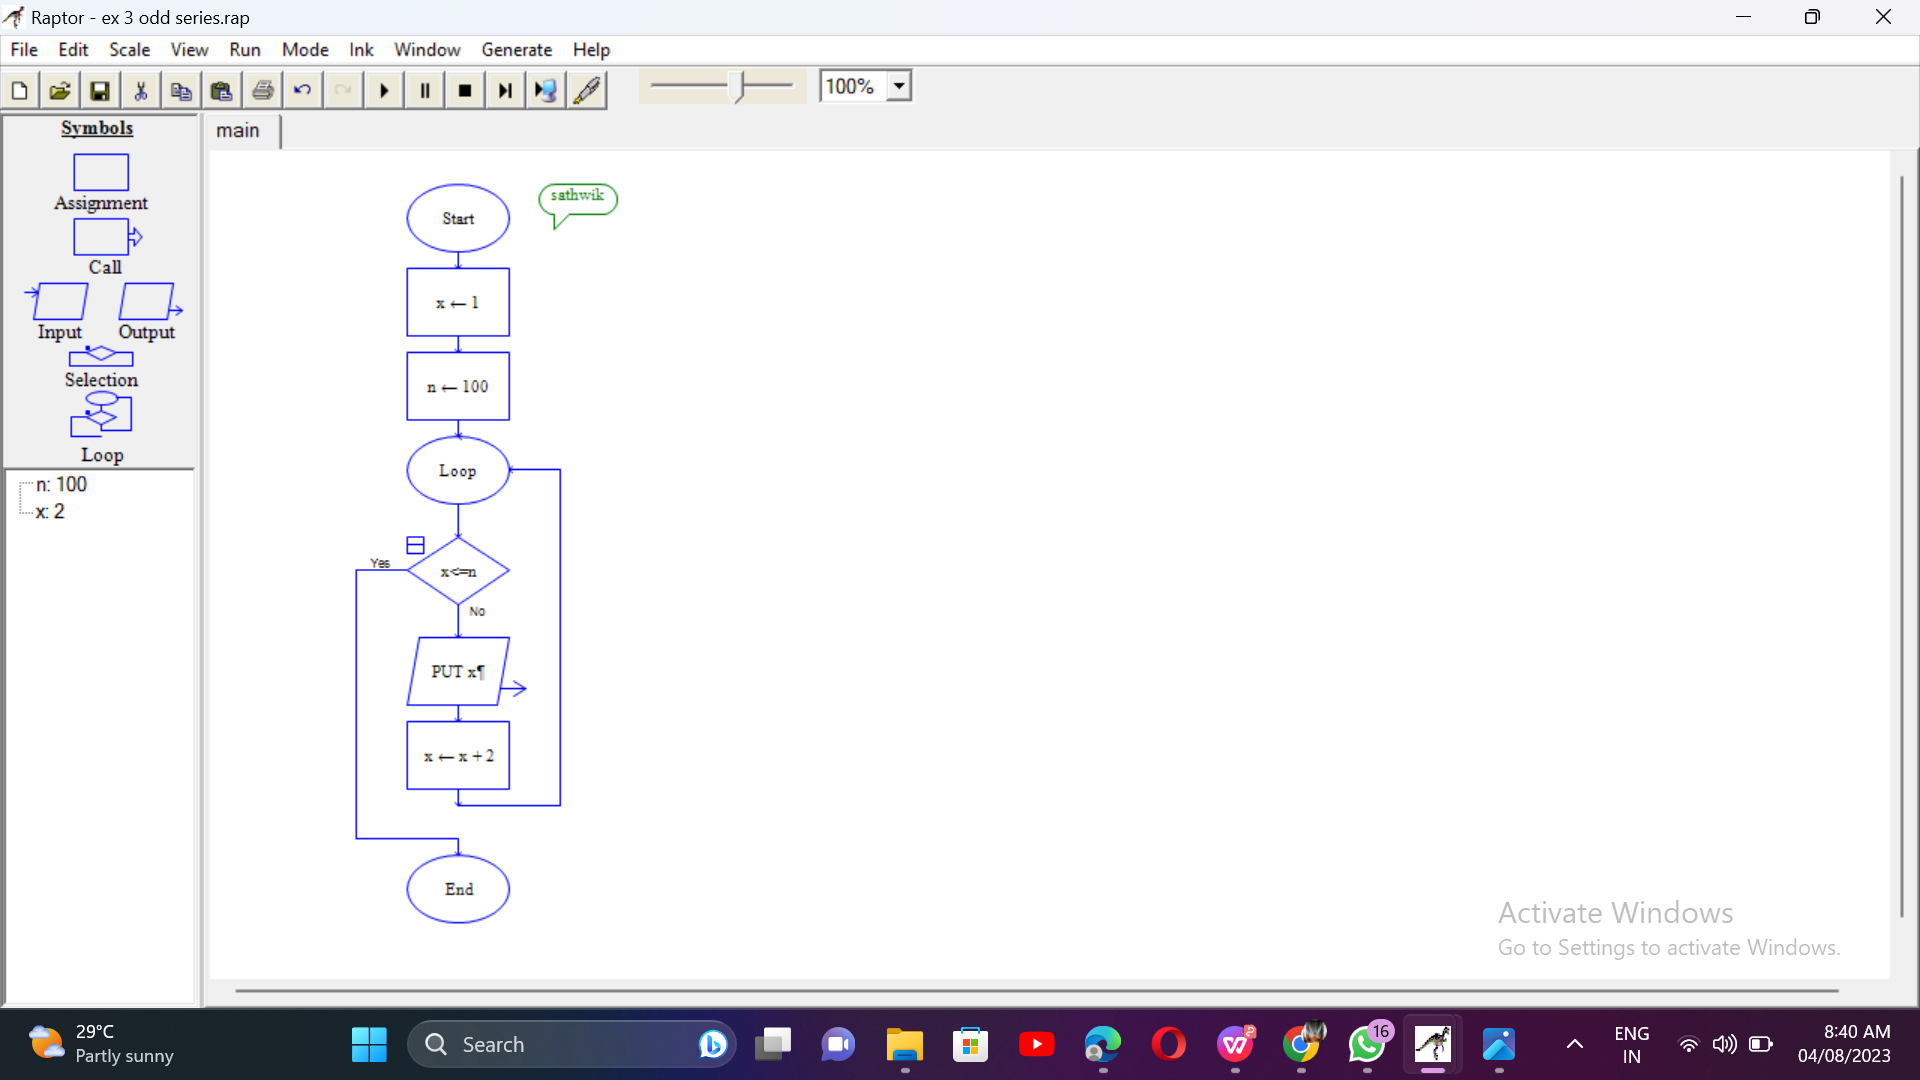 Raptor - ex 3 odd series.rap
File Edit Scale View Run Mode Ink Window Generate Help
100%
Symbols
Assignment
Call
Input Output
Selection
Loop
n: 100
x: 2
main
sathwik
Start
x ← 1
n ← 100
Loop
Yes
x<=n
No
PUT x¶
x ← x + 2
End
Activate Windows
Go to Settings to activate Windows.
29°C
Partly sunny
Search
16
ENG
IN
8:40 AM
04/08/2023